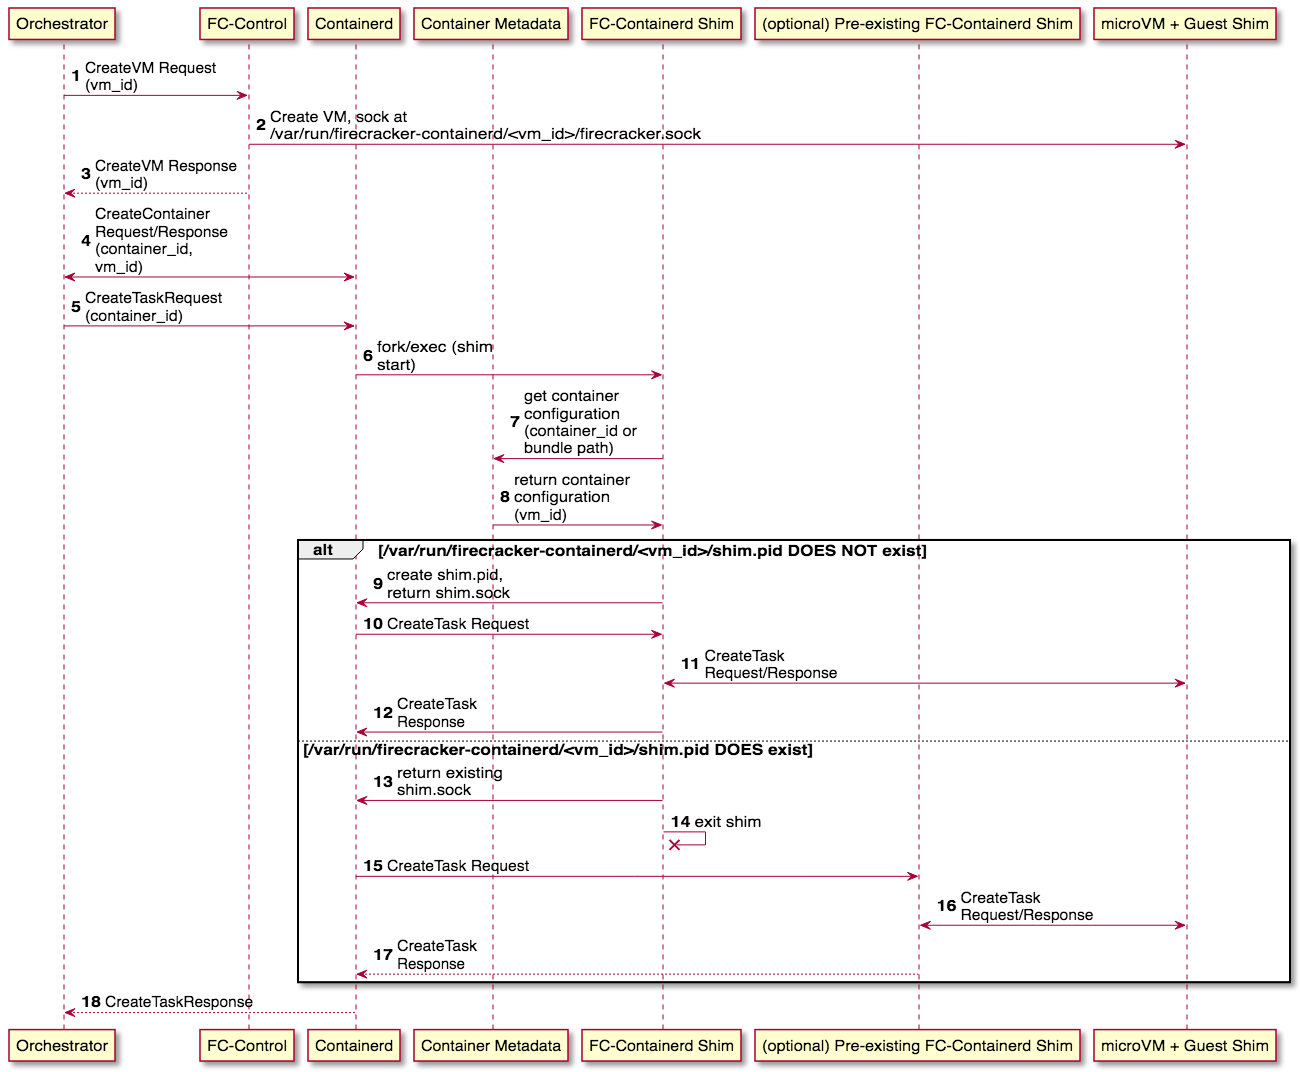 Orchestrator
FC-Control
Containerd
Container Metadata
FC-Containerd Shim
(optional) Pre-existing FC-Containerd Shim
microVM + Guest Shim
1 CreateVM Request
(vm_id)
2 Create VM, sock at
/var/run/firecracker-containerd/<vm_id>/firecracker.sock
3 CreateVM Response
(vm_id)
4 CreateContainer
Request/Response
(container_id,
vm_id)
5 CreateTaskRequest
(container_id)
6 fork/exec (shim
start)
7 get container
configuration
(container_id or
bundle path)
8 return container
configuration
(vm_id)
alt [/var/run/firecracker-containerd/<vm_id>/shim.pid DOES NOT exist]
9 create shim.pid,
return shim.sock
10 CreateTask Request
11 CreateTask
Request/Response
12 CreateTask
Response
[/var/run/firecracker-containerd/<vm_id>/shim.pid DOES exist]
13 return existing
shim.sock
14 exit shim
15 CreateTask Request
16 CreateTask
Request/Response
17 CreateTask
Response
18 CreateTaskResponse
Orchestrator
FC-Control
Containerd
Container Metadata
FC-Containerd Shim
(optional) Pre-existing FC-Containerd Shim
microVM + Guest Shim